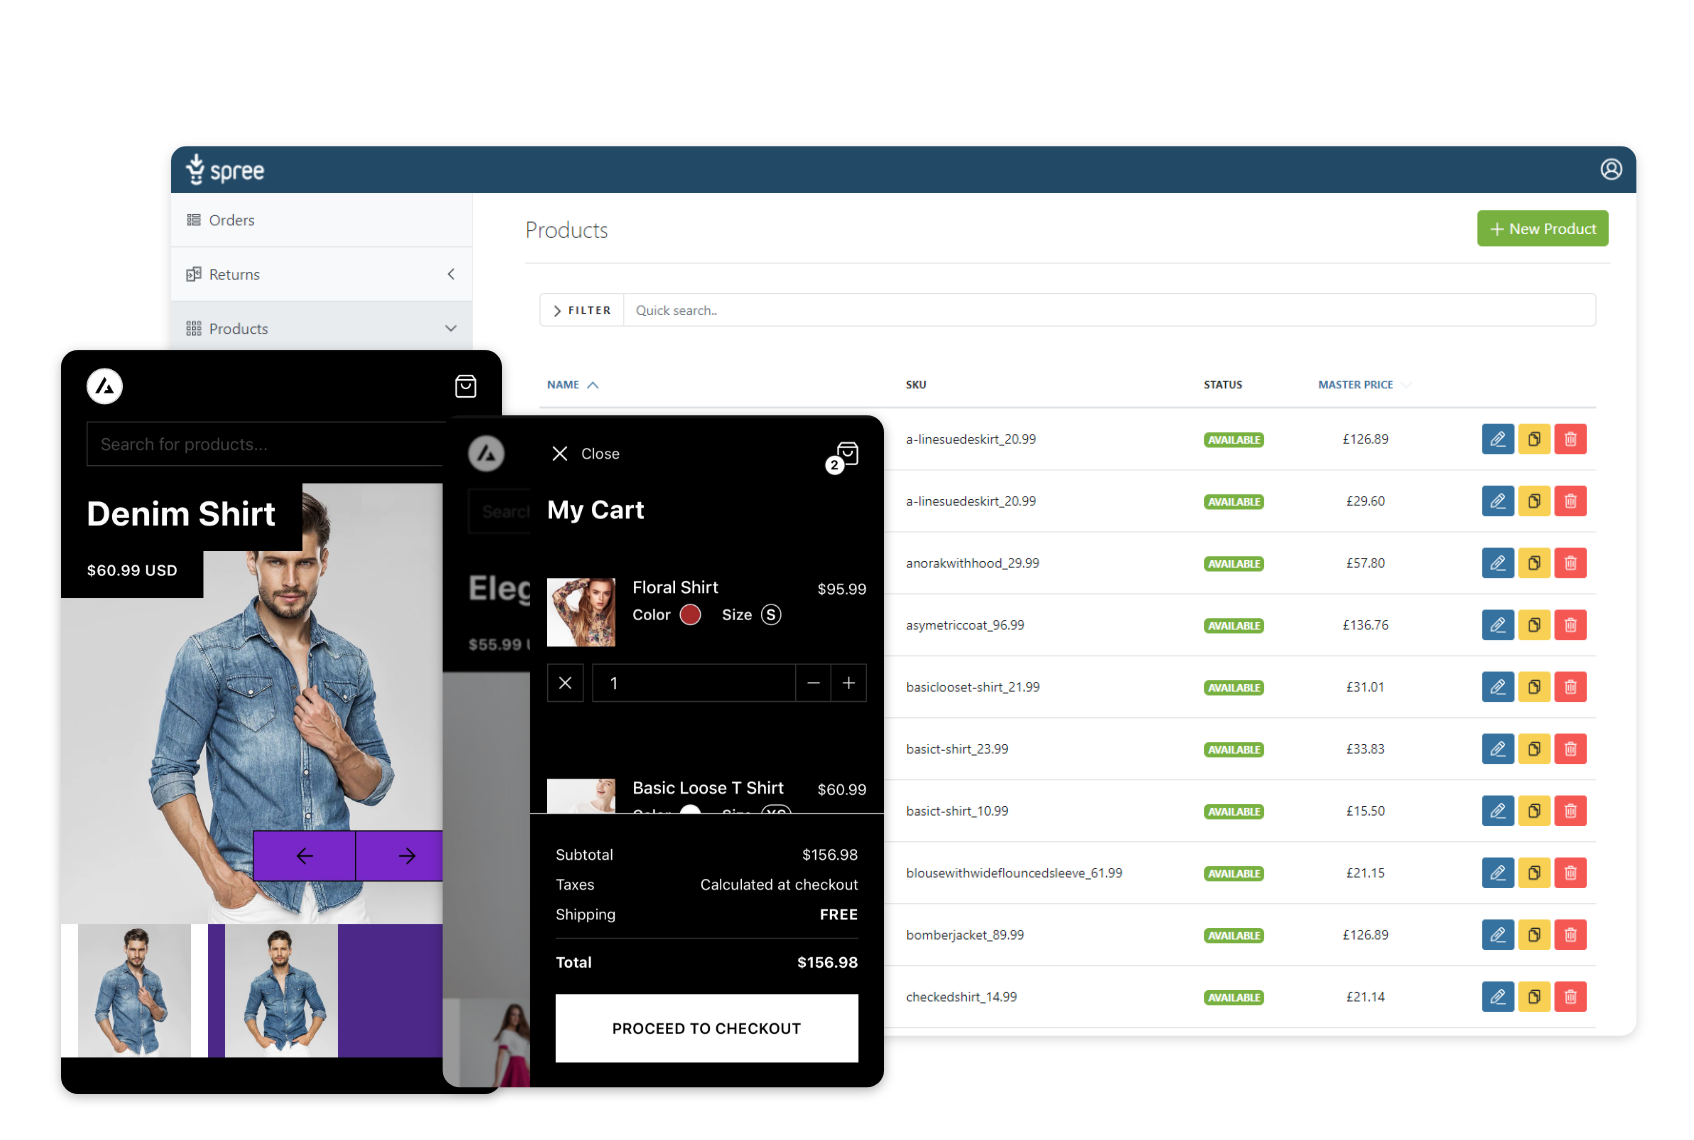 spree
Orders
Returns
Products
Products
New Product
FILTER
Quick search..
NAME
SKU
STATUS
MASTER PRICE
a-linesuedeskirt_20.99 AVAILABLE £126.89
a-linesuedeskirt_20.99 AVAILABLE £29.60
anorakwithhood_29.99 AVAILABLE £57.80
asymetriccoat_96.99 AVAILABLE £136.76
basiclooset-shirt_21.99 AVAILABLE £31.01
basict-shirt_23.99 AVAILABLE £33.83
basict-shirt_10.99 AVAILABLE £15.50
blousewithwideflouncedsleeve_61.99 AVAILABLE £21.15
bomberjacket_89.99 AVAILABLE £126.89
checkedshirt_14.99 AVAILABLE £21.14
Search for products...
Denim Shirt
$60.99 USD
Search
Eleg
$55.99
Close
2
My Cart
Floral Shirt $95.99
Color Size S
1
Basic Loose T Shirt $60.99
Color Size XS
Subtotal $156.98
Taxes Calculated at checkout
Shipping FREE
Total $156.98
PROCEED TO CHECKOUT